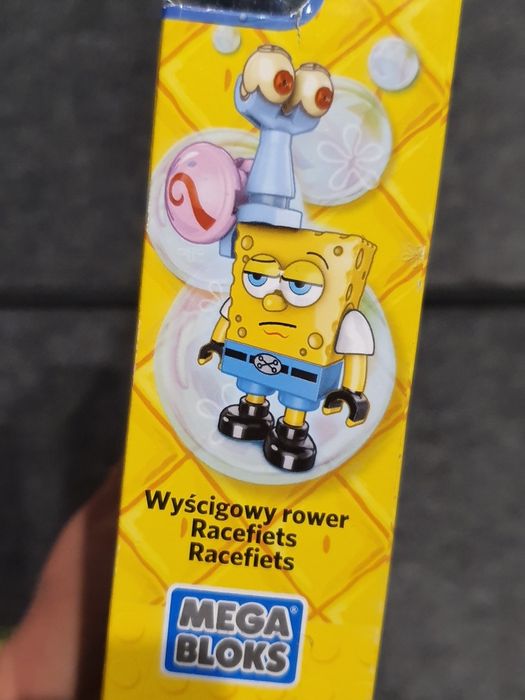 Wyścigowy rower
Racefiets
Racefiets
MEGA
BLOKS®